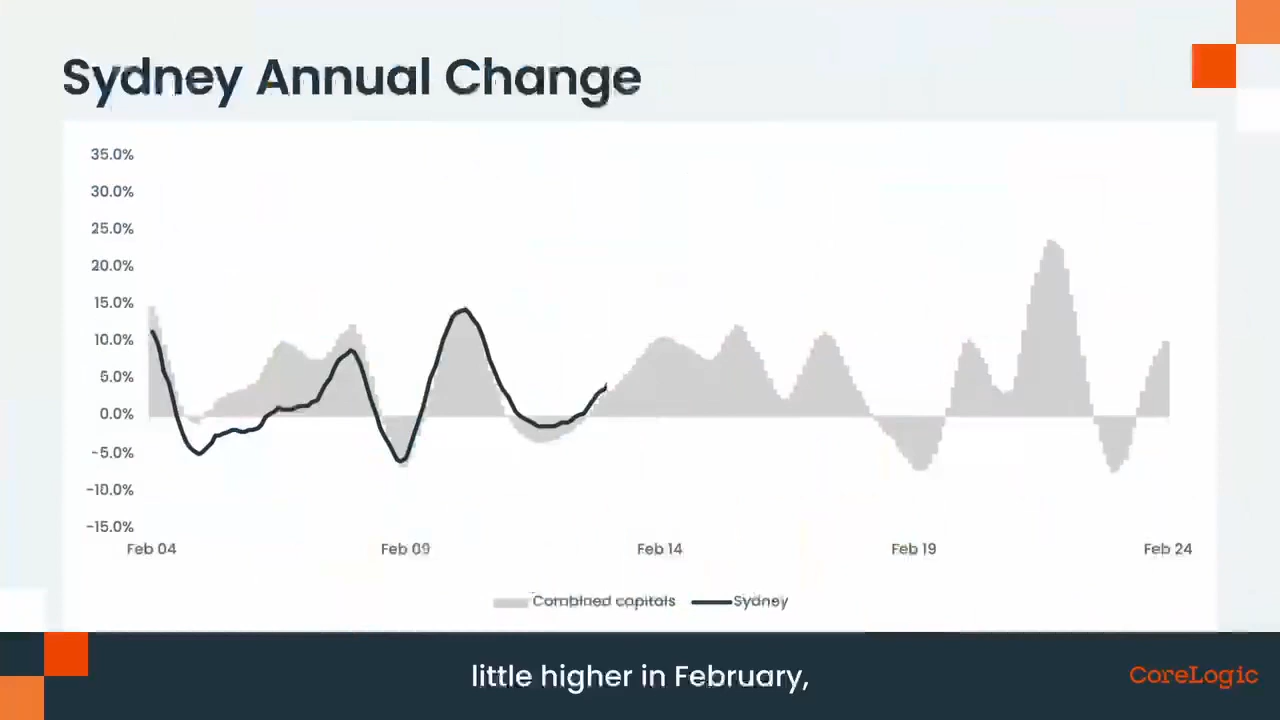 Sydney Annual Change
35.0%
30.0%
25.0%
20.0%
15.0%
10.0%
5.0%
0.0%
-5.0%
-10.0%
-15.0%
Feb 04 Feb 09 Feb 14 Feb 19 Feb 24
Combined capitals Sydney
little higher in February,
CoreLogic